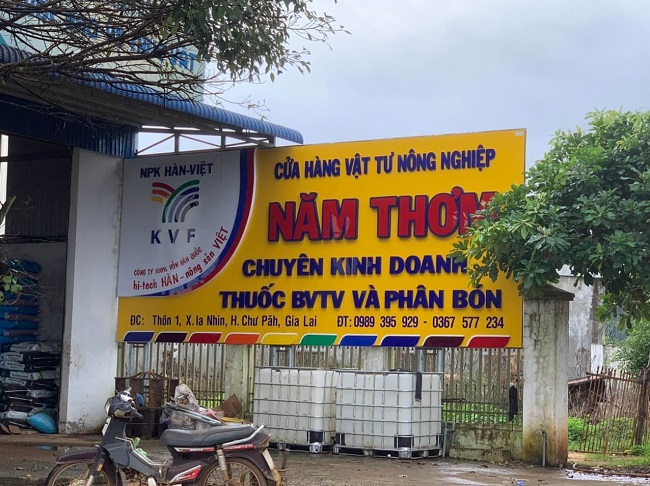 NPK HÀN-VIỆT
KVF
CÔNG TY 100% VỐN HÀN QUỐC
hi-tech HÀN - nông sản VIỆT
CỬA HÀNG VẬT TƯ NÔNG NGHIỆP
NĂM THƠM
CHUYÊN KINH DOANH
THUỐC BVTV VÀ PHÂN BÓN
ĐC: Thôn 1, X. Ia Nhin, H. Chư Păh, Gia Lai ĐT: 0989 395 929 - 0367 577 234